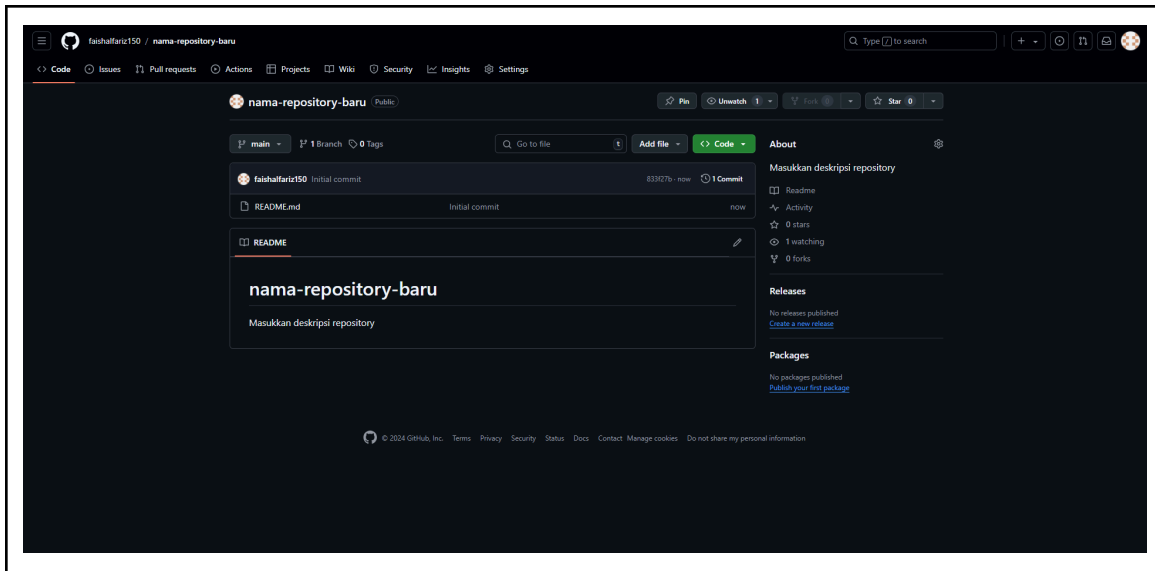 faishalfariz150 / nama-repository-baru
Type / to search
Code Issues Pull requests Actions Projects Wiki Security Insights Settings
nama-repository-baru Public
Pin Unwatch 1 Fork 0 Star 0
main 1 Branch 0 Tags
Go to file t
Add file Code
faishalfariz150 Initial commit
833f27b · now 1 Commit
README.md Initial commit now
README
nama-repository-baru
Masukkan deskripsi repository
About
Masukkan deskripsi repository
Readme
Activity
0 stars
1 watching
0 forks
Releases
No releases published
Create a new release
Packages
No packages published
Publish your first package
© 2024 GitHub, Inc. Terms Privacy Security Status Docs Contact Manage cookies Do not share my personal information